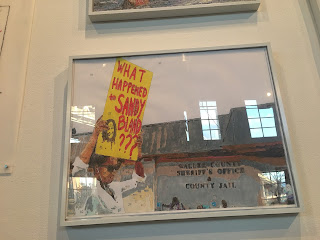 WHAT
HAPPENED
to SANDY
BLAND
???
WALLER COUNTY
SHERIFF'S OFFICE
&
COUNTY JAIL